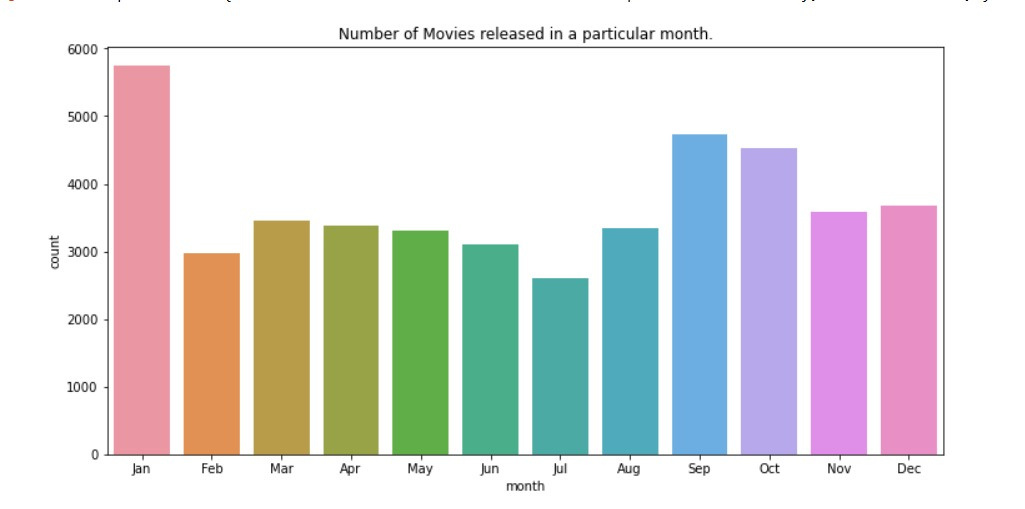 Number of Movies released in a particular month.
6000
5000
4000
3000
2000
1000
0
count
Jan Feb Mar Apr May Jun Jul Aug Sep Oct Nov Dec
month